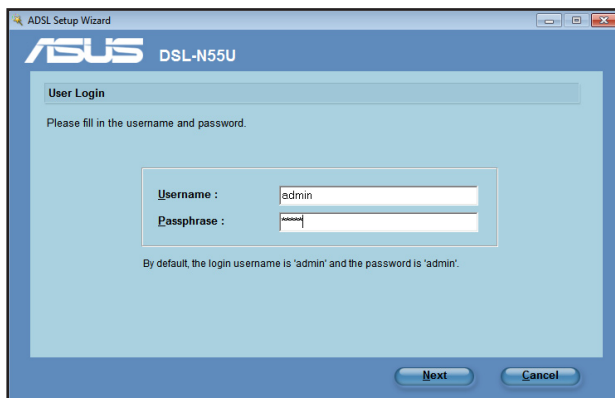 ADSL Setup Wizard
ASUS DSL-N55U
User Login
Please fill in the username and password.
Username : admin
Passphrase : *****
By default, the login username is 'admin' and the password is 'admin'.
Next Cancel